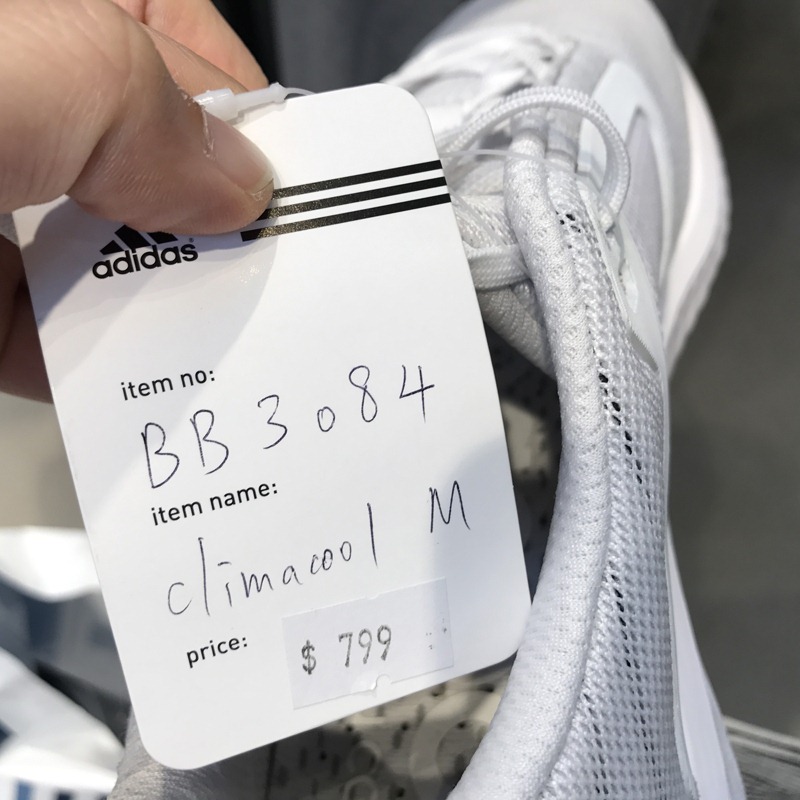 adidas
item no:
BB3084
item name:
climacool M
price:
$ 799